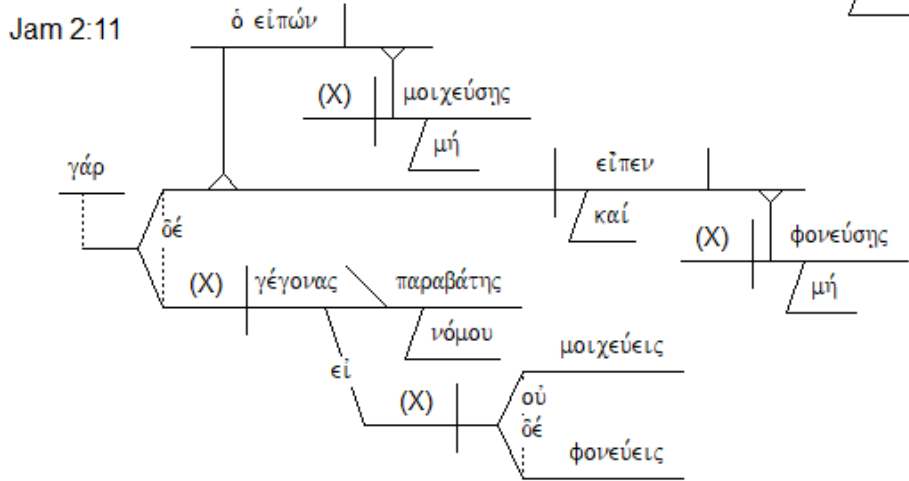 Jam 2:11
ὁ εἰπών
(X) μοιχεύσῃς
μή
γάρ
εἶπεν
δέ
καί
(X) φονεύσῃς
μή
(X) γέγονας παραβάτης
νόμου
εἰ
μοιχεύεις
(X)
οὐ
δέ
φονεύεις